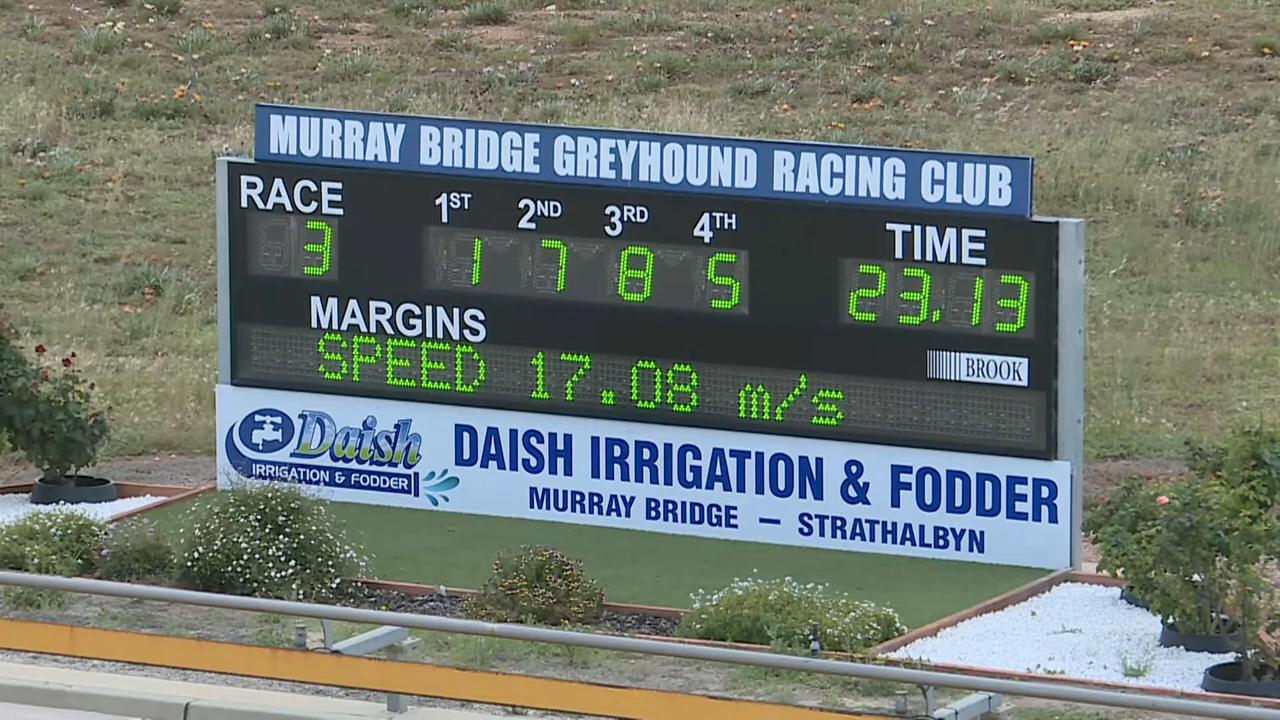 MURRAY BRIDGE GREYHOUND RACING CLUB
RACE 1ST 2ND 3RD 4TH TIME
3 1 7 8 5 23.13
MARGINS
SPEED 17.08 m/s
BROOK
Daish
IRRIGATION & FODDER
DAISH IRRIGATION & FODDER
MURRAY BRIDGE – STRATHALBYN